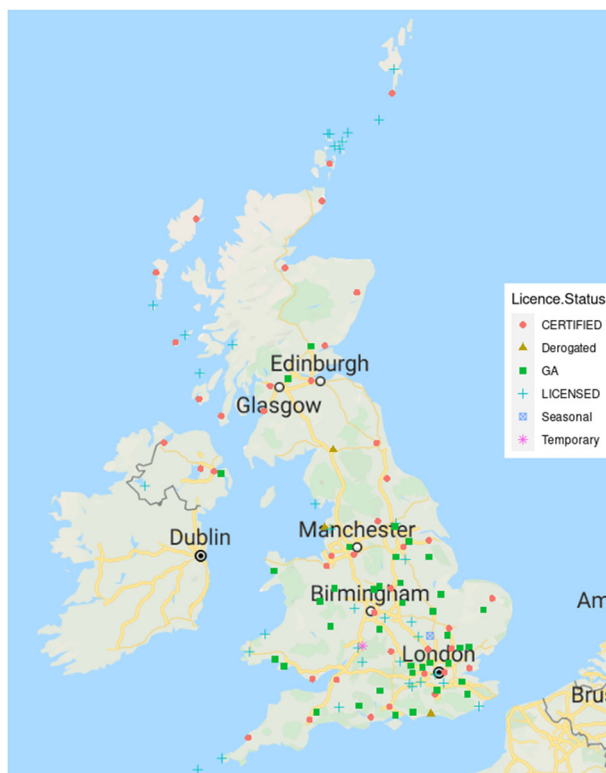 Licence.Status
CERTIFIED
Derogated
GA
LICENSED
Seasonal
Temporary
Edinburgh
Glasgow
Dublin
Manchester
Birmingham
London
Am
Brus